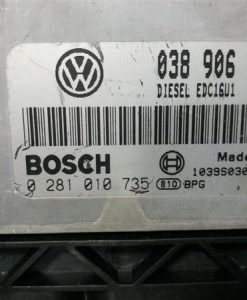 038 906
DIESEL EDC16U1
BOSCH
Made
1039S030
0 281 010 735 810 BPG